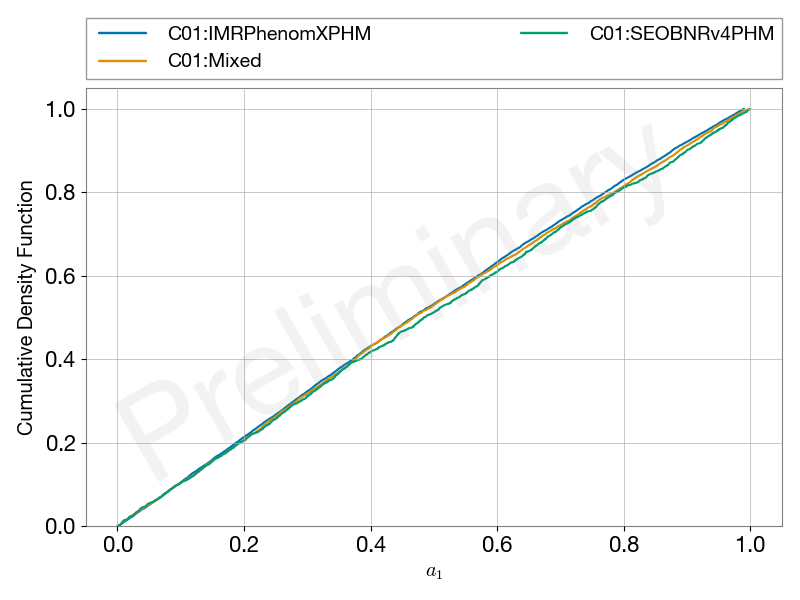 C01:IMRPhenomXPHM
C01:SEOBNRv4PHM
C01:Mixed
Preliminary
Cumulative Density Function
1.0
0.8
0.6
0.4
0.2
0.0
0.0 0.2 0.4 0.6 0.8 1.0
a₁